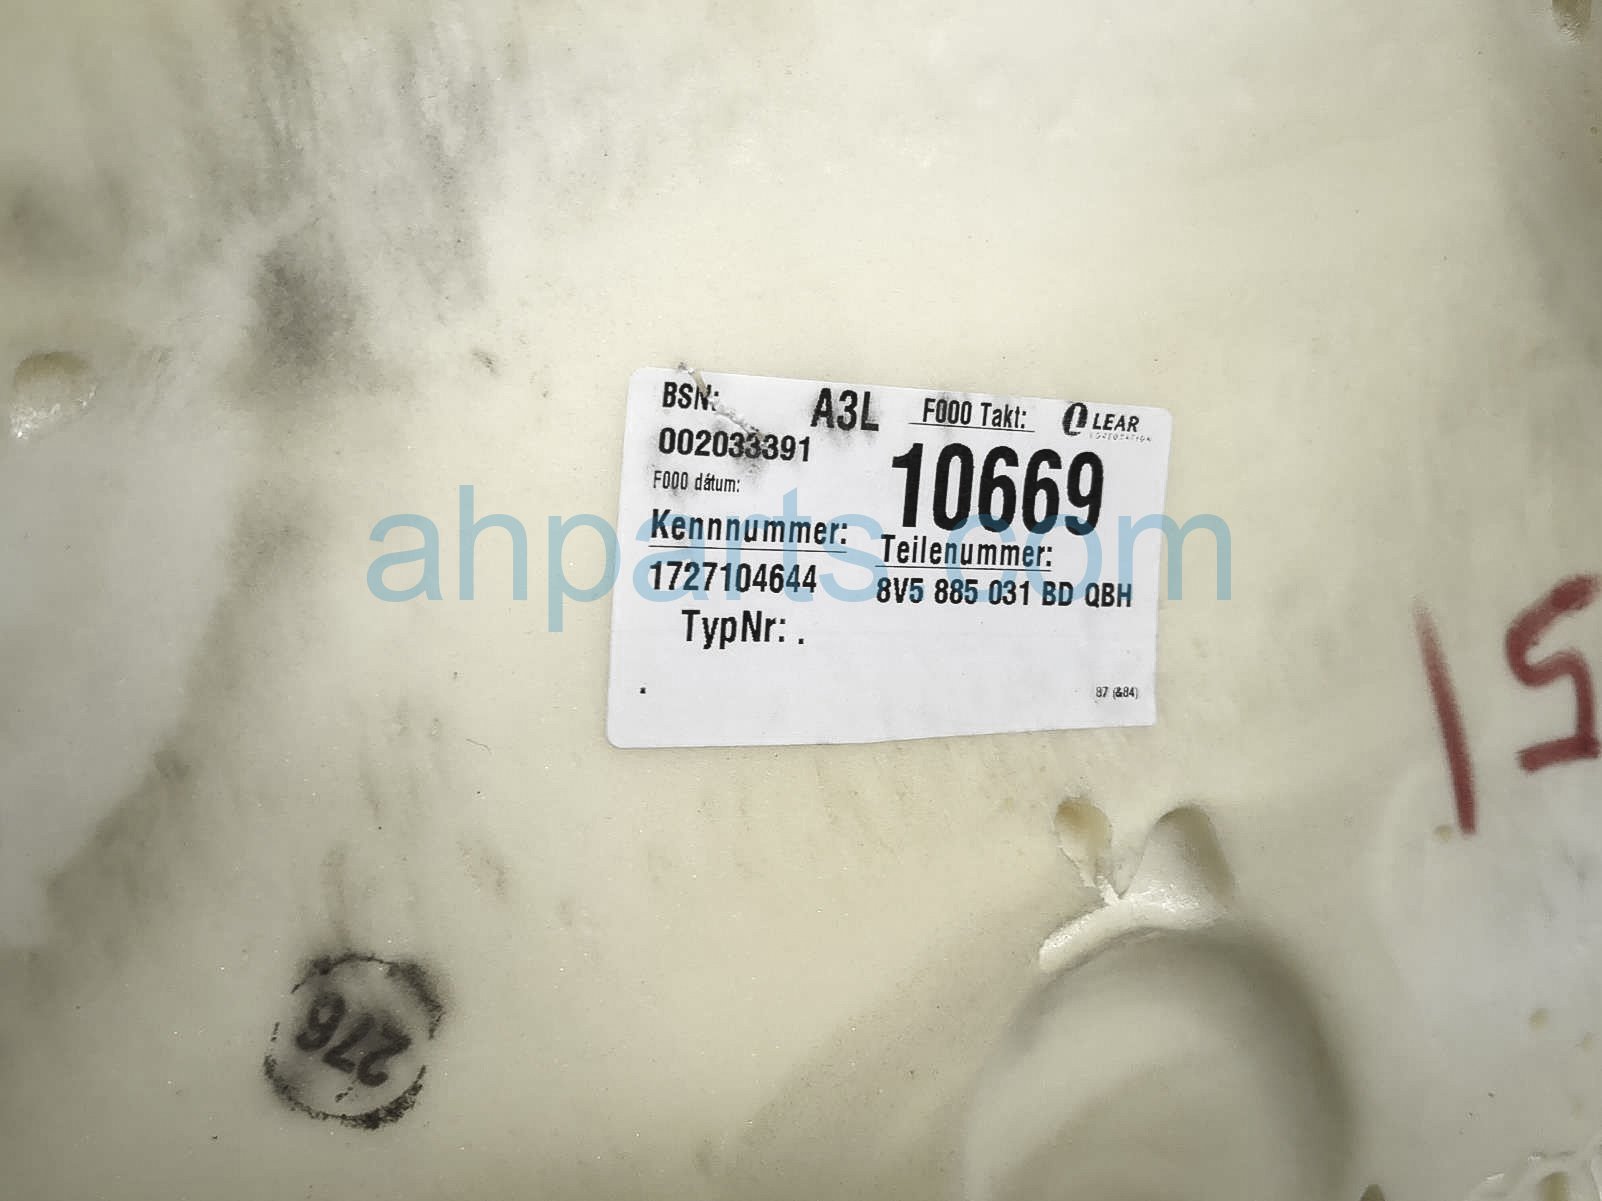 BSN: A3L F000 Takt: LEAR
CORPORATION
002033391 10669
F000 dátum:
Kennnummer: Teilenummer:
1727104644 8V5 885 031 BD QBH
TypNr: .
87 (&84)
ahparts.com
276
15